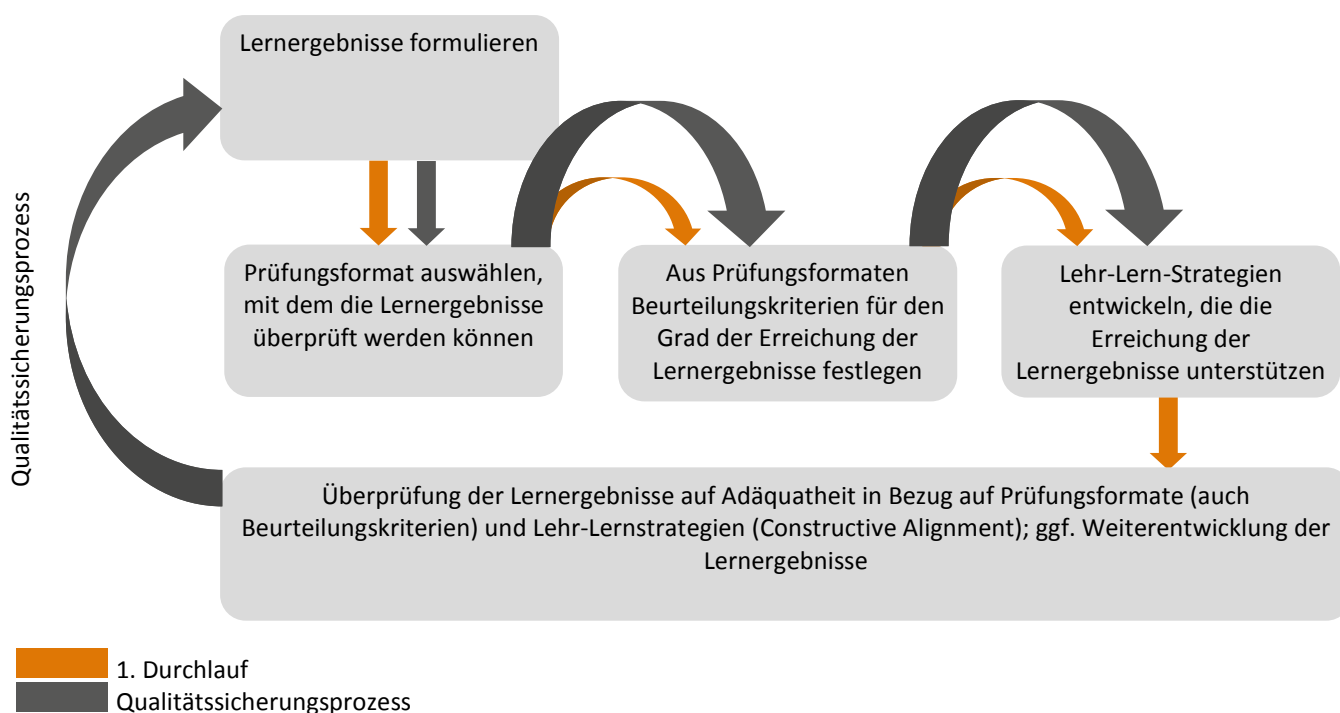 Lernergebnisse formulieren
Qualitätssicherungsprozess
Prüfungsformat auswählen,
mit dem die Lernergebnisse
überprüft werden können
Aus Prüfungsformaten
Beurteilungskriterien für den
Grad der Erreichung der
Lernergebnisse festlegen
Lehr-Lern-Strategien
entwickeln, die die
Erreichung der
Lernergebnisse unterstützen
Überprüfung der Lernergebnisse auf Adäquatheit in Bezug auf Prüfungsformate (auch
Beurteilungskriterien) und Lehr-Lernstrategien (Constructive Alignment); ggf. Weiterentwicklung der
Lernergebnisse
1. Durchlauf
Qualitätssicherungsprozess